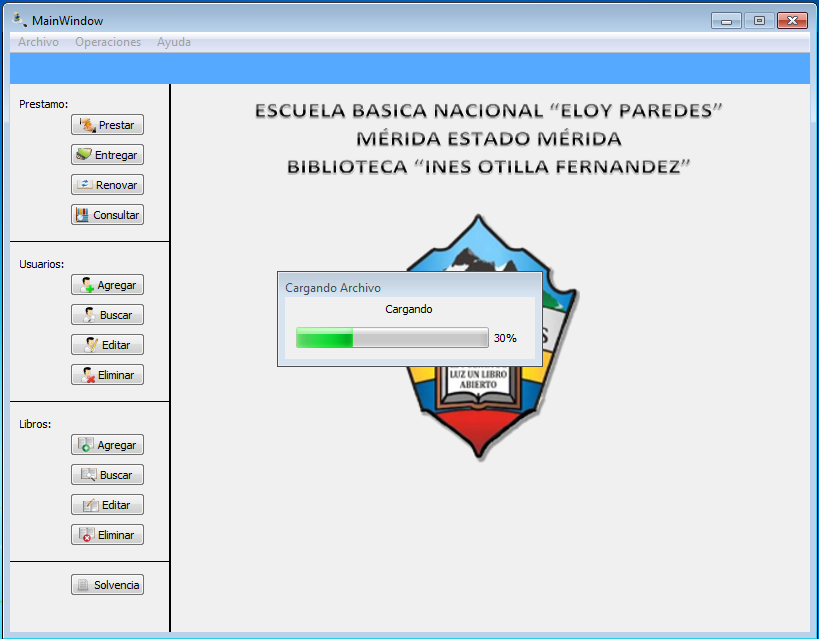 MainWindow
Archivo Operaciones Ayuda
Prestamo:
Prestar
Entregar
Renovar
Consultar
Usuarios:
Agregar
Buscar
Editar
Eliminar
Libros:
Agregar
Buscar
Editar
Eliminar
Solvencia
ESCUELA BASICA NACIONAL “ELOY PAREDES”
MÉRIDA ESTADO MÉRIDA
BIBLIOTECA “INES OTILLA FERNANDEZ”
Cargando Archivo
Cargando
30%
S
LUZ UN LIBRO
ABIERTO